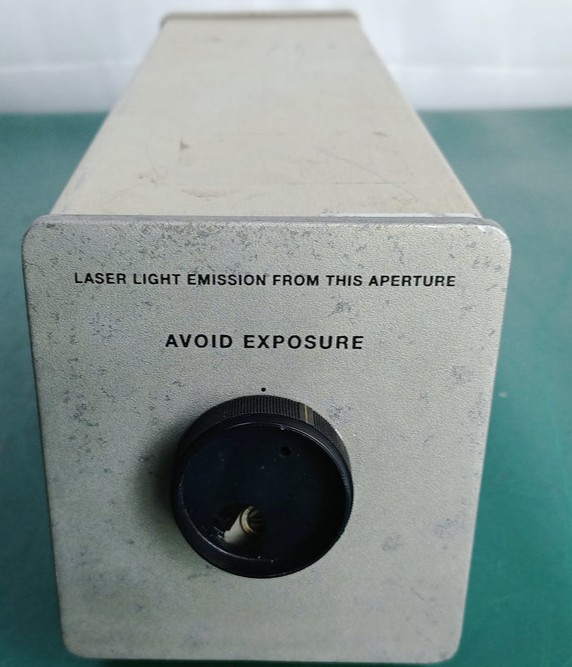 LASER LIGHT EMISSION FROM THIS APERTURE
AVOID EXPOSURE